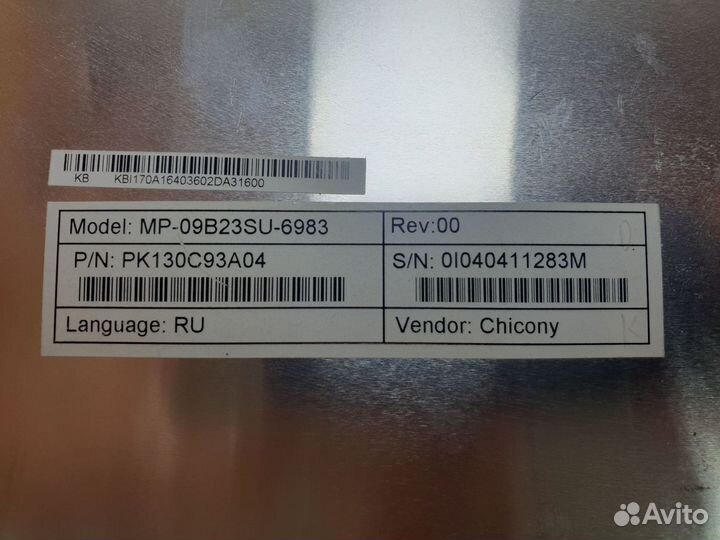 KB KBI170A16403602DA31600
Model: MP-09B23SU-6983
Rev:00
P/N: PK130C93A04
S/N: 0I040411283M
Language: RU
Vendor: Chicony
Avito